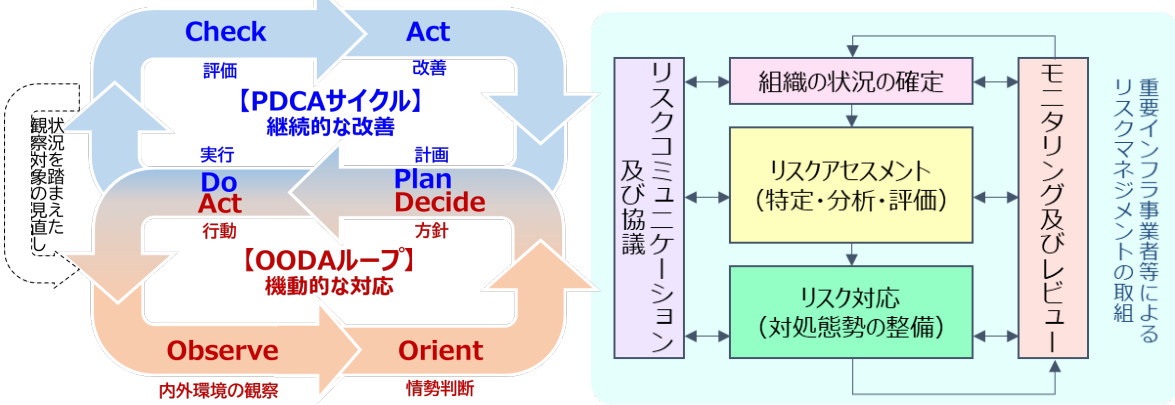 Check
Act
評価
改善
【PDCAサイクル】
継続的な改善
実行
計画
Do
Plan
Act
Decide
行動
方針
【OODAループ】
機動的な対応
Observe
Orient
内外環境の観察
情勢判断
状況を踏まえた
観察対象の見直し
リスクコミュニケーション
及び協議
組織の状況の確定
リスクアセスメント
（特定・分析・評価）
リスク対応
（対処態勢の整備）
モニタリング及びレビュー
重要インフラ事業者等による
リスクマネジメントの取組